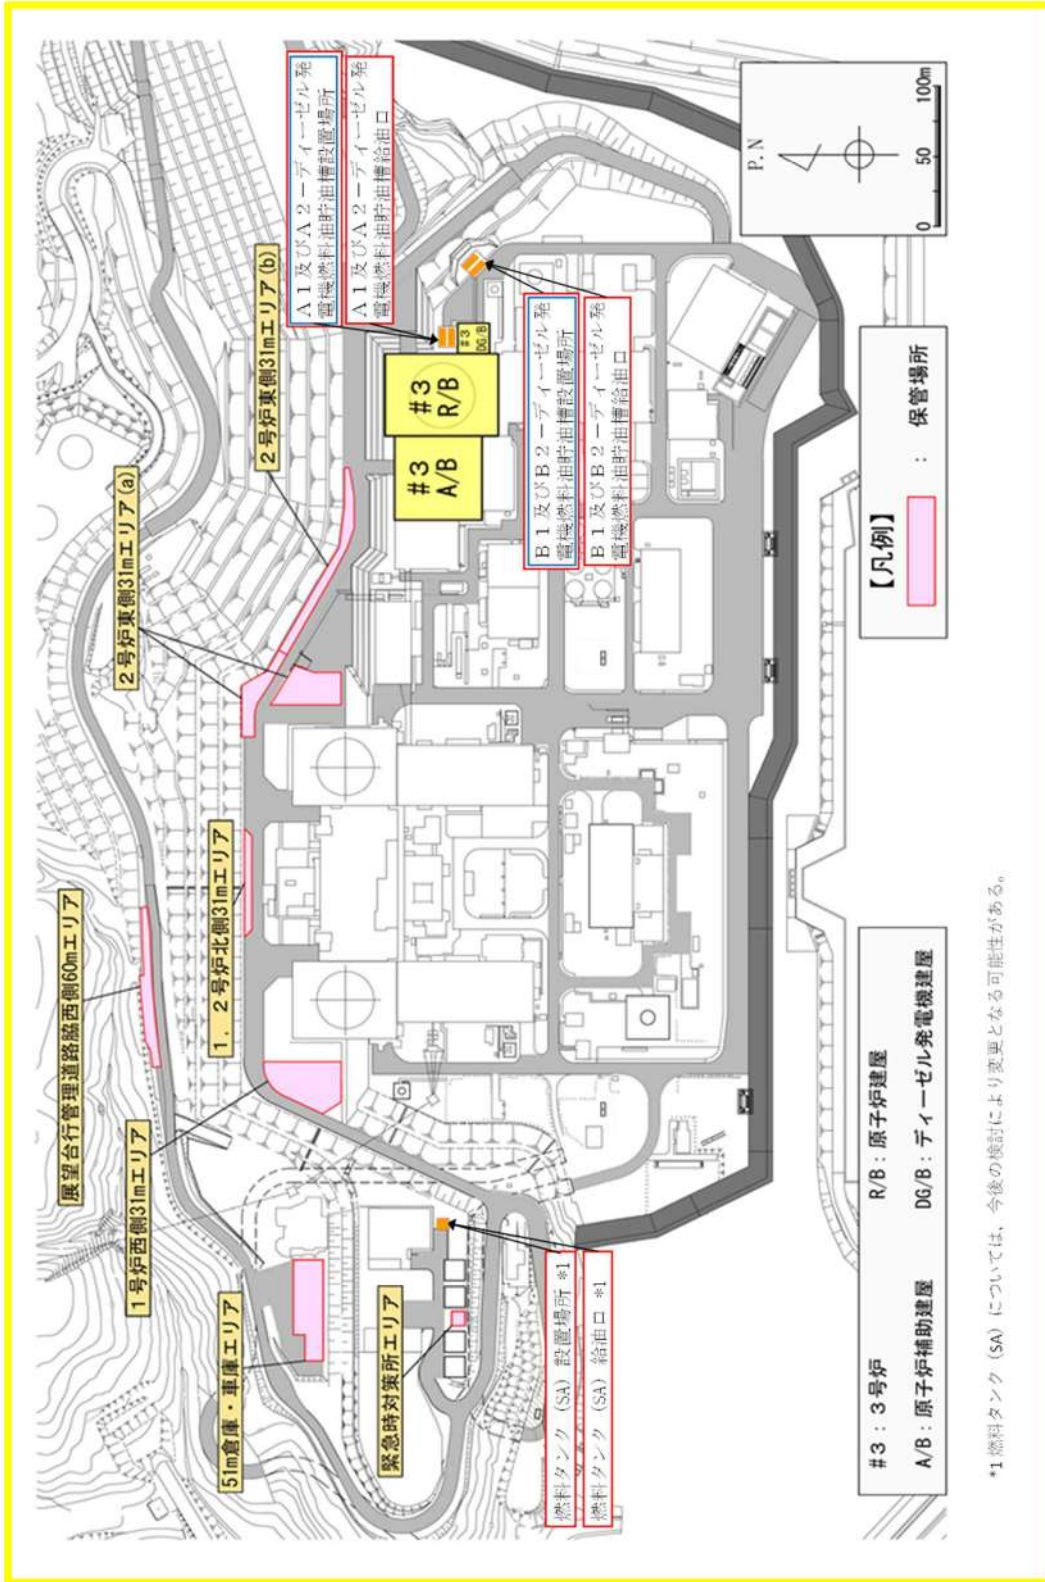 展望台行管理道路脇西側60mエリア
2号炉東側31mエリア(a)
2号炉東側31mエリア(b)
A1及びA2-ディーゼル発
電機燃料油貯油槽設置場所
A1及びA2-ディーゼル発
電機燃料油貯油槽給油口
1号炉西側31mエリア
1，2号炉北側31mエリア
51m倉庫・車庫エリア
緊急時対策所エリア
#3
A/B
#3
R/B
#3
DG/B
B1及びB2-ディーゼル発
電機燃料油貯油槽設置場所
B1及びB2-ディーゼル発
電機燃料油貯油槽給油口
燃料タンク（SA）設置場所 *1
燃料タンク（SA）給油口 *1
P.N
0 50 100m
#3：3号炉
R/B：原子炉建屋
A/B：原子炉補助建屋
DG/B：ディーゼル発電機建屋
【凡例】
：保管場所
*1 燃料タンク（SA）については、今後の検討により変更となる可能性がある。